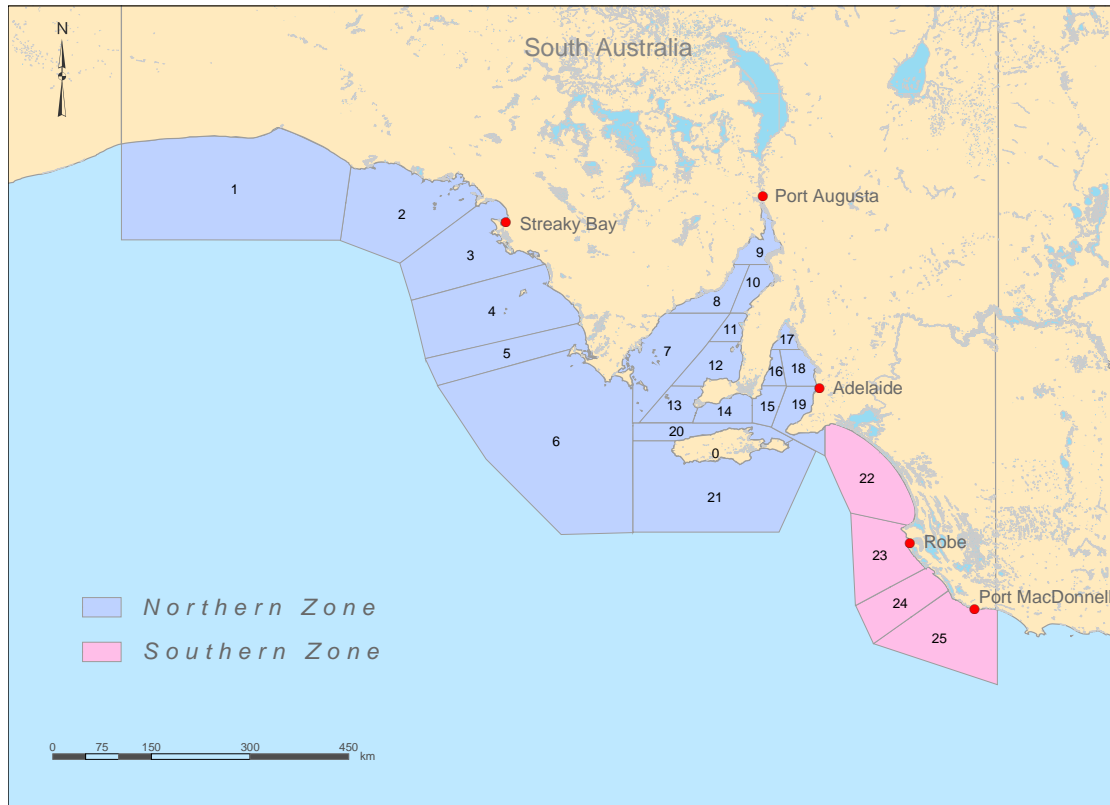 N
South Australia
1
Port Augusta
2
Streaky Bay
3
9
10
4
8
11
17
5
7
12
16
18
Adelaide
13
14
15
19
20
6
0
22
21
Robe
23
Port MacDonnell
24
25
Northern Zone
Southern Zone
0 75 150 300 450
km